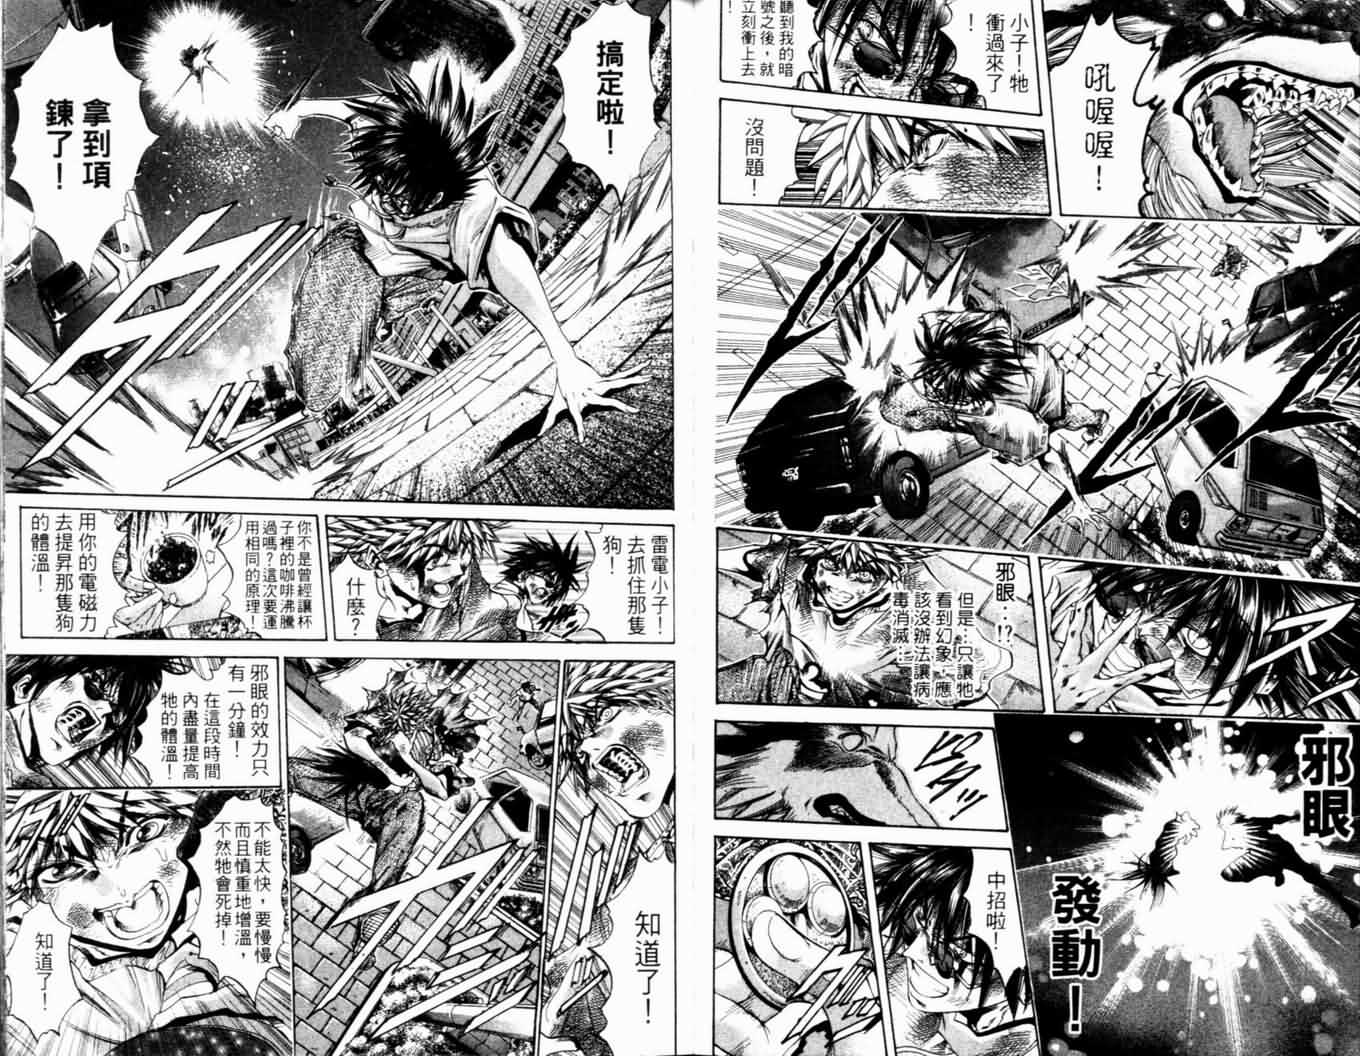 吼喔喔！
小子！牠
衝過來了
！
聽到我的暗
號之後，就
立刻衝上去
！
沒問題！
邪眼…!?
但是…只讓牠
看到幻象，應
該沒辦法讓病
毒消滅…
邪眼
發動！
中招啦！
搞定啦！
拿到項
鍊了！
雷電小子！
去抓住那隻
狗！
什麼？
你不是曾經讓杯
子裡的咖啡沸騰
過嗎？這次要運
用相同的原理！
用你的電磁力
去提昇那隻狗
的體溫！
知道了！
邪眼的效力只
有一分鐘！
在這段時間
內盡量提高
牠的體溫！
不能太快，要慢慢
而且慎重地增溫，
不然牠會死掉！
知道了！